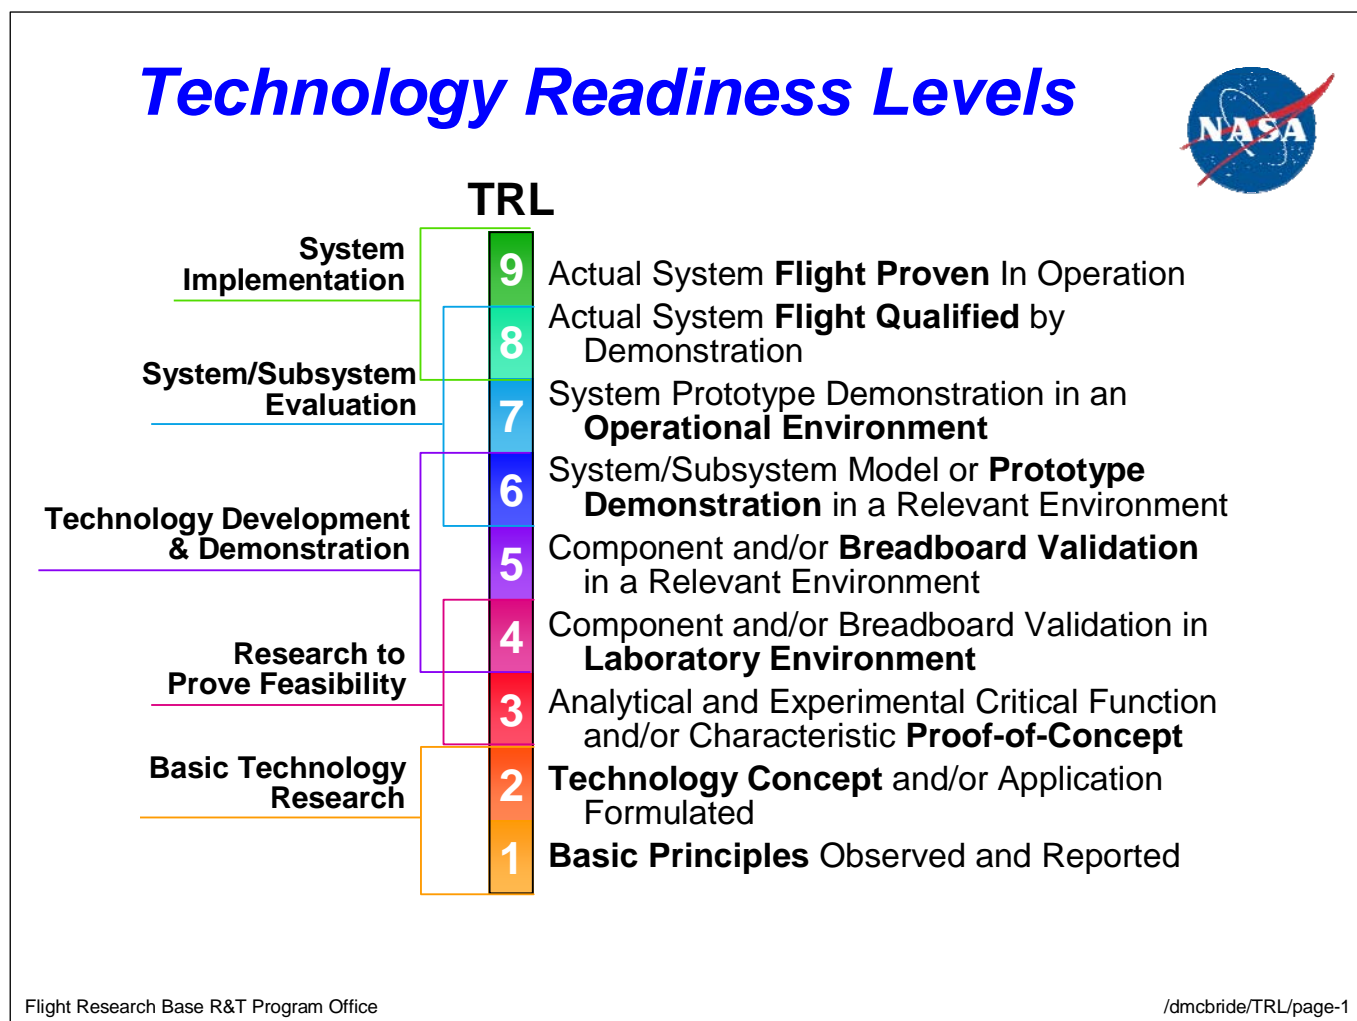 Technology Readiness Levels
NASA
TRL
System
Implementation
9
Actual System Flight Proven In Operation
8
Actual System Flight Qualified by
Demonstration
System/Subsystem
Evaluation
7
System Prototype Demonstration in an
Operational Environment
6
System/Subsystem Model or Prototype
Demonstration in a Relevant Environment
Technology Development
& Demonstration
5
Component and/or Breadboard Validation
in a Relevant Environment
4
Component and/or Breadboard Validation in
Laboratory Environment
Research to
Prove Feasibility
3
Analytical and Experimental Critical Function
and/or Characteristic Proof-of-Concept
Basic Technology
Research
2
Technology Concept and/or Application
Formulated
1
Basic Principles Observed and Reported
Flight Research Base R&T Program Office
/dmcbride/TRL/page-1